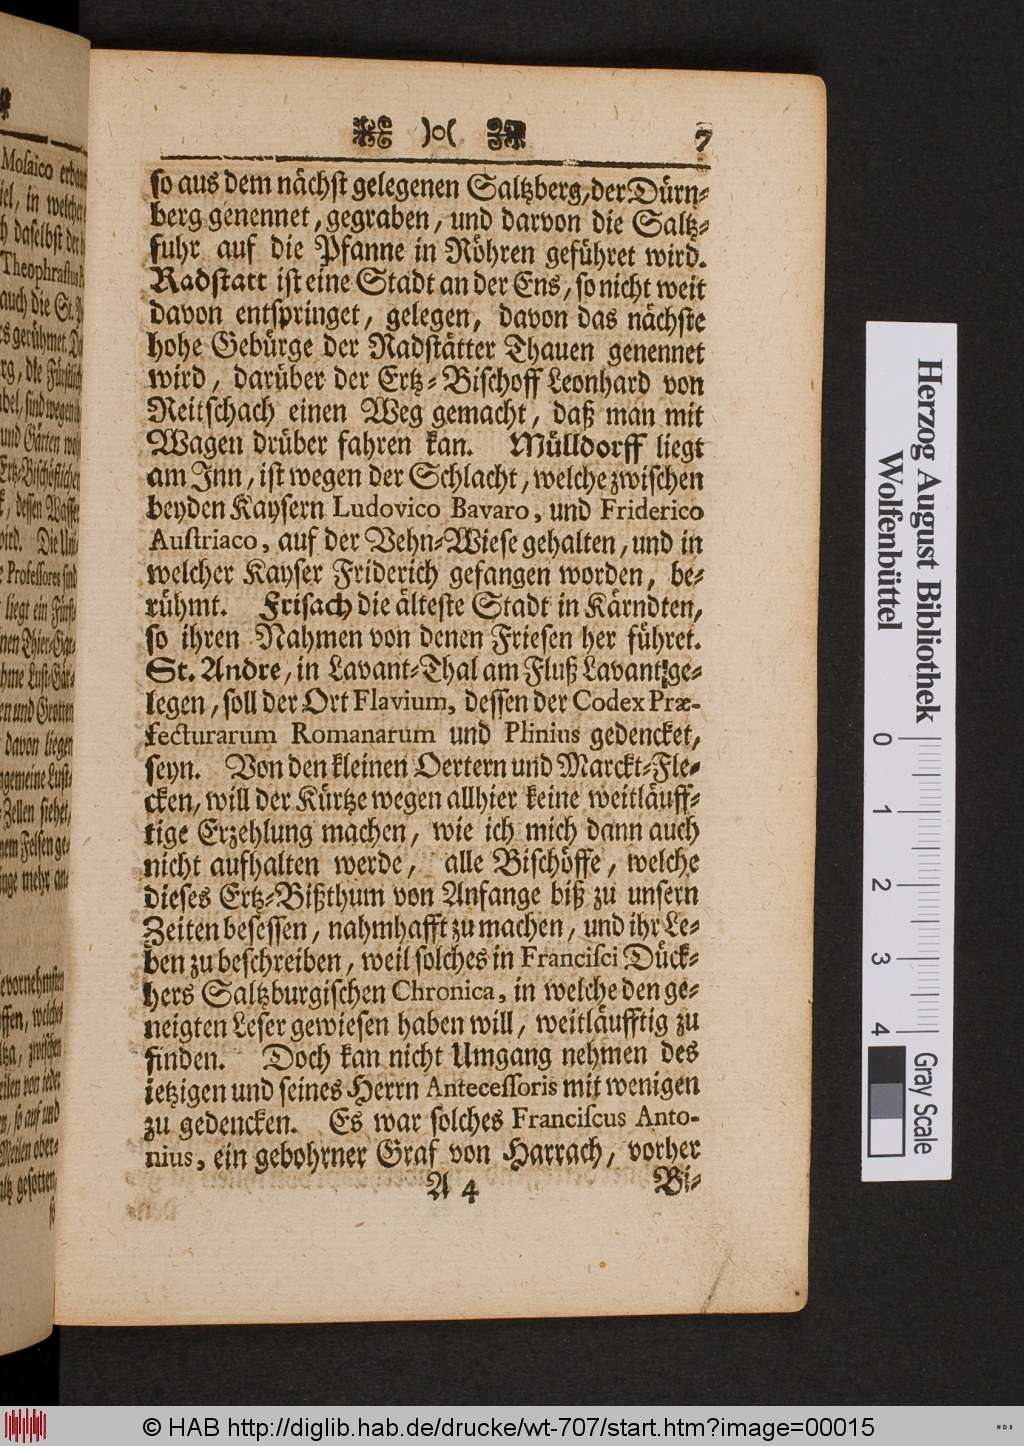 )o(
7
so aus dem nächst gelegenen Saltzberg, der Dürn-
berg genennet, gegraben, und darvon die Saltz-
fuhr auf die Pfanne in Röhren geführet wird.
Radstatt ist eine Stadt an der Ens, so nicht weit
davon entspringet, gelegen, davon das nächste
hohe Gebürge der Radstätter Thauen genennet
wird, darüber der Ertz-Bischoff Leonhard von
Reitschach einen Weg gemacht, daß man mit
Wagen drüber fahren kan. Mülldorff liegt
am Inn, ist wegen der Schlacht, welche zwischen
beyden Kaysern Ludovico Bavaro, und Friderico
Austriaco, auf der Vehn-Wiese gehalten, und in
welcher Kayser Friderich gefangen worden, be-
rühmt. Frisach die älteste Stadt in Kärndten,
so ihren Nahmen von denen Friesen her führet.
St. Andre, in Lavant-Thal am Fluß Lavant ge-
legen, soll der Ort Flavium, dessen der Codex Præ-
fecturarum Romanarum und Plinius gedencket,
seyn. Von den kleinen Oertern und Marckt-Fle-
cken, will der Kürtze wegen allhier keine weitläuff-
tige Erzehlung machen, wie ich mich dann auch
nicht aufhalten werde, alle Bischöffe, welche
dieses Ertz-Bißthum von Anfange biß zu unsern
Zeiten besessen, nahmhafft zu machen, und ihr Le-
ben zu beschreiben, weil solches in Francisci Dück-
hers Saltzburgischen Chronica, in welche den ge-
neigten Leser gewiesen haben will, weitläufftig zu
finden. Doch kan nicht Umgang nehmen des
ietzigen und seines Herrn Antecessoris mit wenigen
zu gedencken. Es war solches Franciscus Anto-
nius, ein gebohrner Graf von Harrach, vorher
A 4
Bi-
Herzog August Bibliothek
Wolfenbüttel
0 1 2 3 4
Gray Scale
© HAB http://diglib.hab.de/drucke/wt-707/start.htm?image=00015